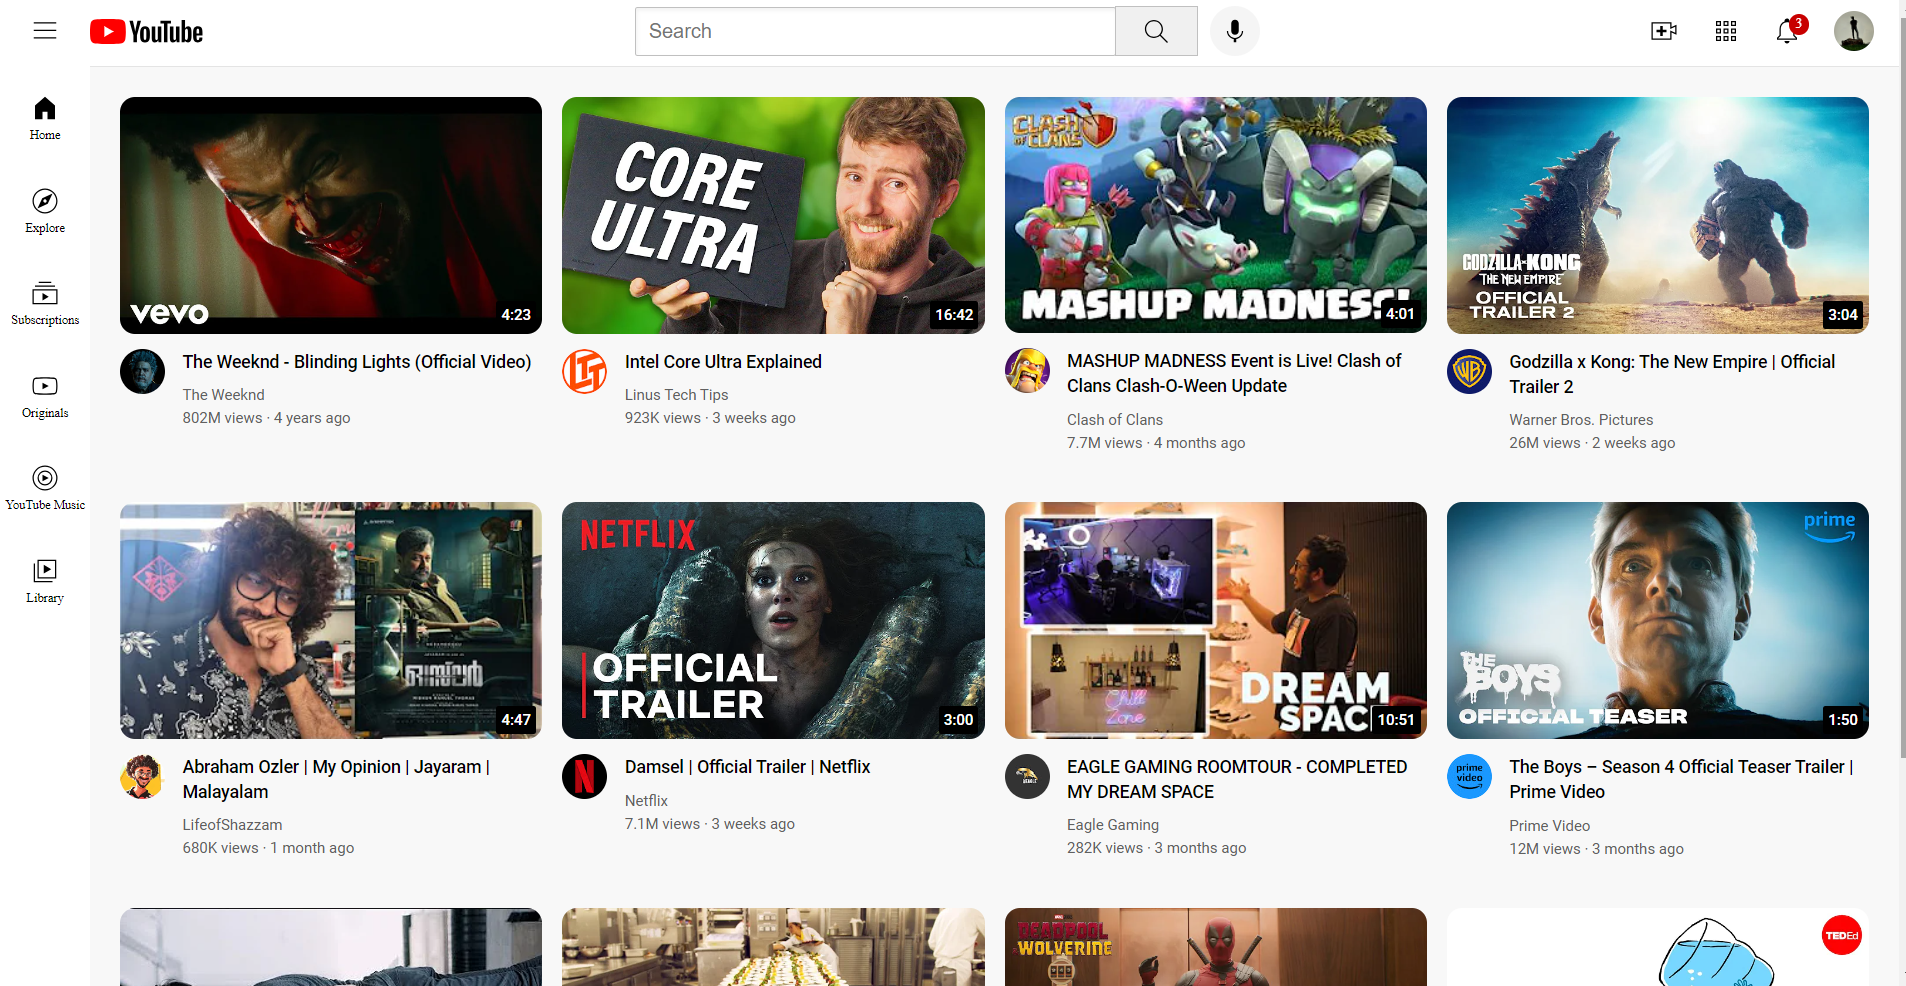 YouTube
Search
3
Home
Explore
Subscriptions
Originals
YouTube Music
Library
vevo
4:23
CORE
ULTRA
16:42
CLASH
OF CLANS
MASHUP MADNESS!
4:01
GODZILLA x KONG
THE NEW EMPIRE
OFFICIAL
TRAILER 2
3:04
The Weeknd - Blinding Lights (Official Video)
The Weeknd
802M views · 4 years ago
LTT
Intel Core Ultra Explained
Linus Tech Tips
923K views · 3 weeks ago
MASHUP MADNESS Event is Live! Clash of
Clans Clash-O-Ween Update
Clash of Clans
7.7M views · 4 months ago
WB
Godzilla x Kong: The New Empire | Official
Trailer 2
Warner Bros. Pictures
26M views · 2 weeks ago
ഓസ്‌ലർ
4:47
NETFLIX
OFFICIAL
TRAILER
3:00
Chill
Zone
DREAM
SPAC
10:51
prime
THE
BOYS
OFFICIAL TEASER
1:50
Abraham Ozler | My Opinion | Jayaram |
Malayalam
LifeofShazzam
680K views · 1 month ago
N
Damsel | Official Trailer | Netflix
Netflix
7.1M views · 3 weeks ago
EAGLE GAMING ROOMTOUR - COMPLETED
MY DREAM SPACE
Eagle Gaming
282K views · 3 months ago
prime
video
The Boys – Season 4 Official Teaser Trailer |
Prime Video
Prime Video
12M views · 3 months ago
DEADPOOL
WOLVERINE
TEDEd